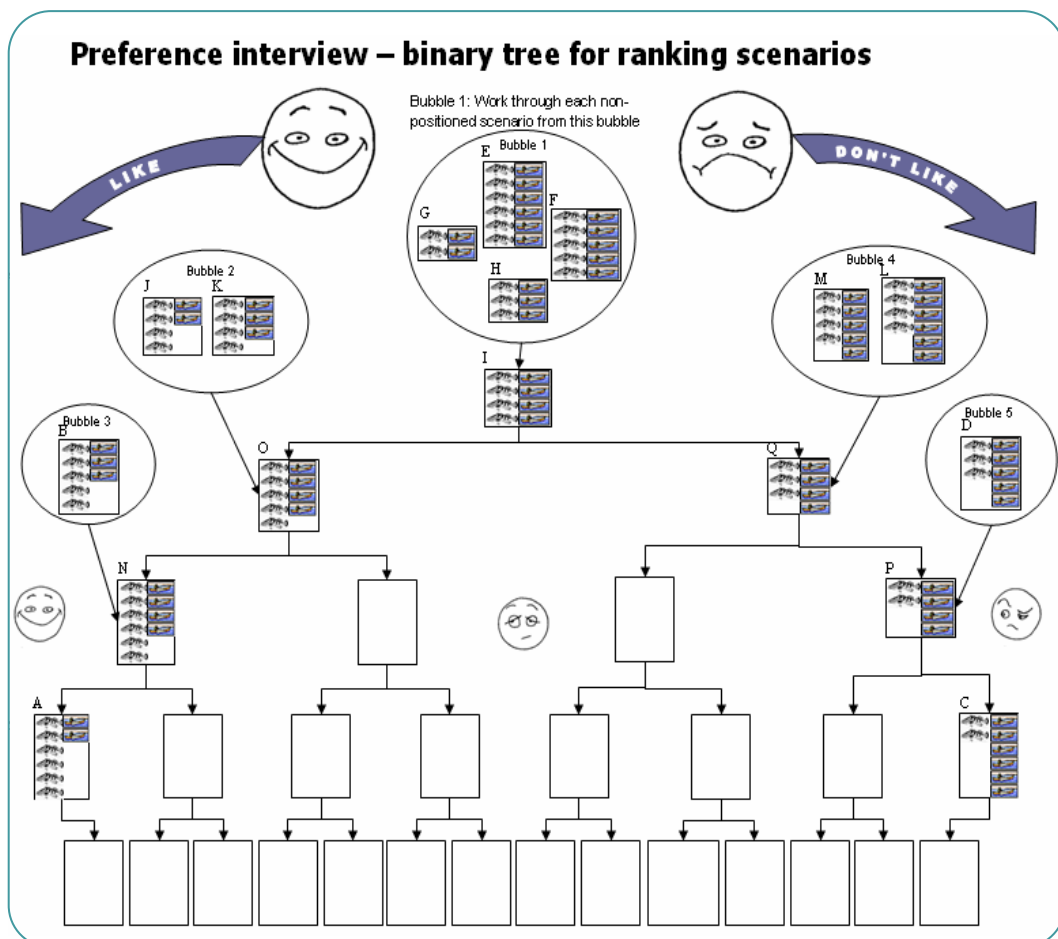 Preference interview – binary tree for ranking scenarios
Bubble 1: Work through each non-
positioned scenario from this bubble
LIKE
DON'T LIKE
Bubble 1
E
G
F
H
Bubble 2
J
K
Bubble 4
M
L
I
Bubble 3
B
Bubble 5
D
O
Q
N
P
A
C